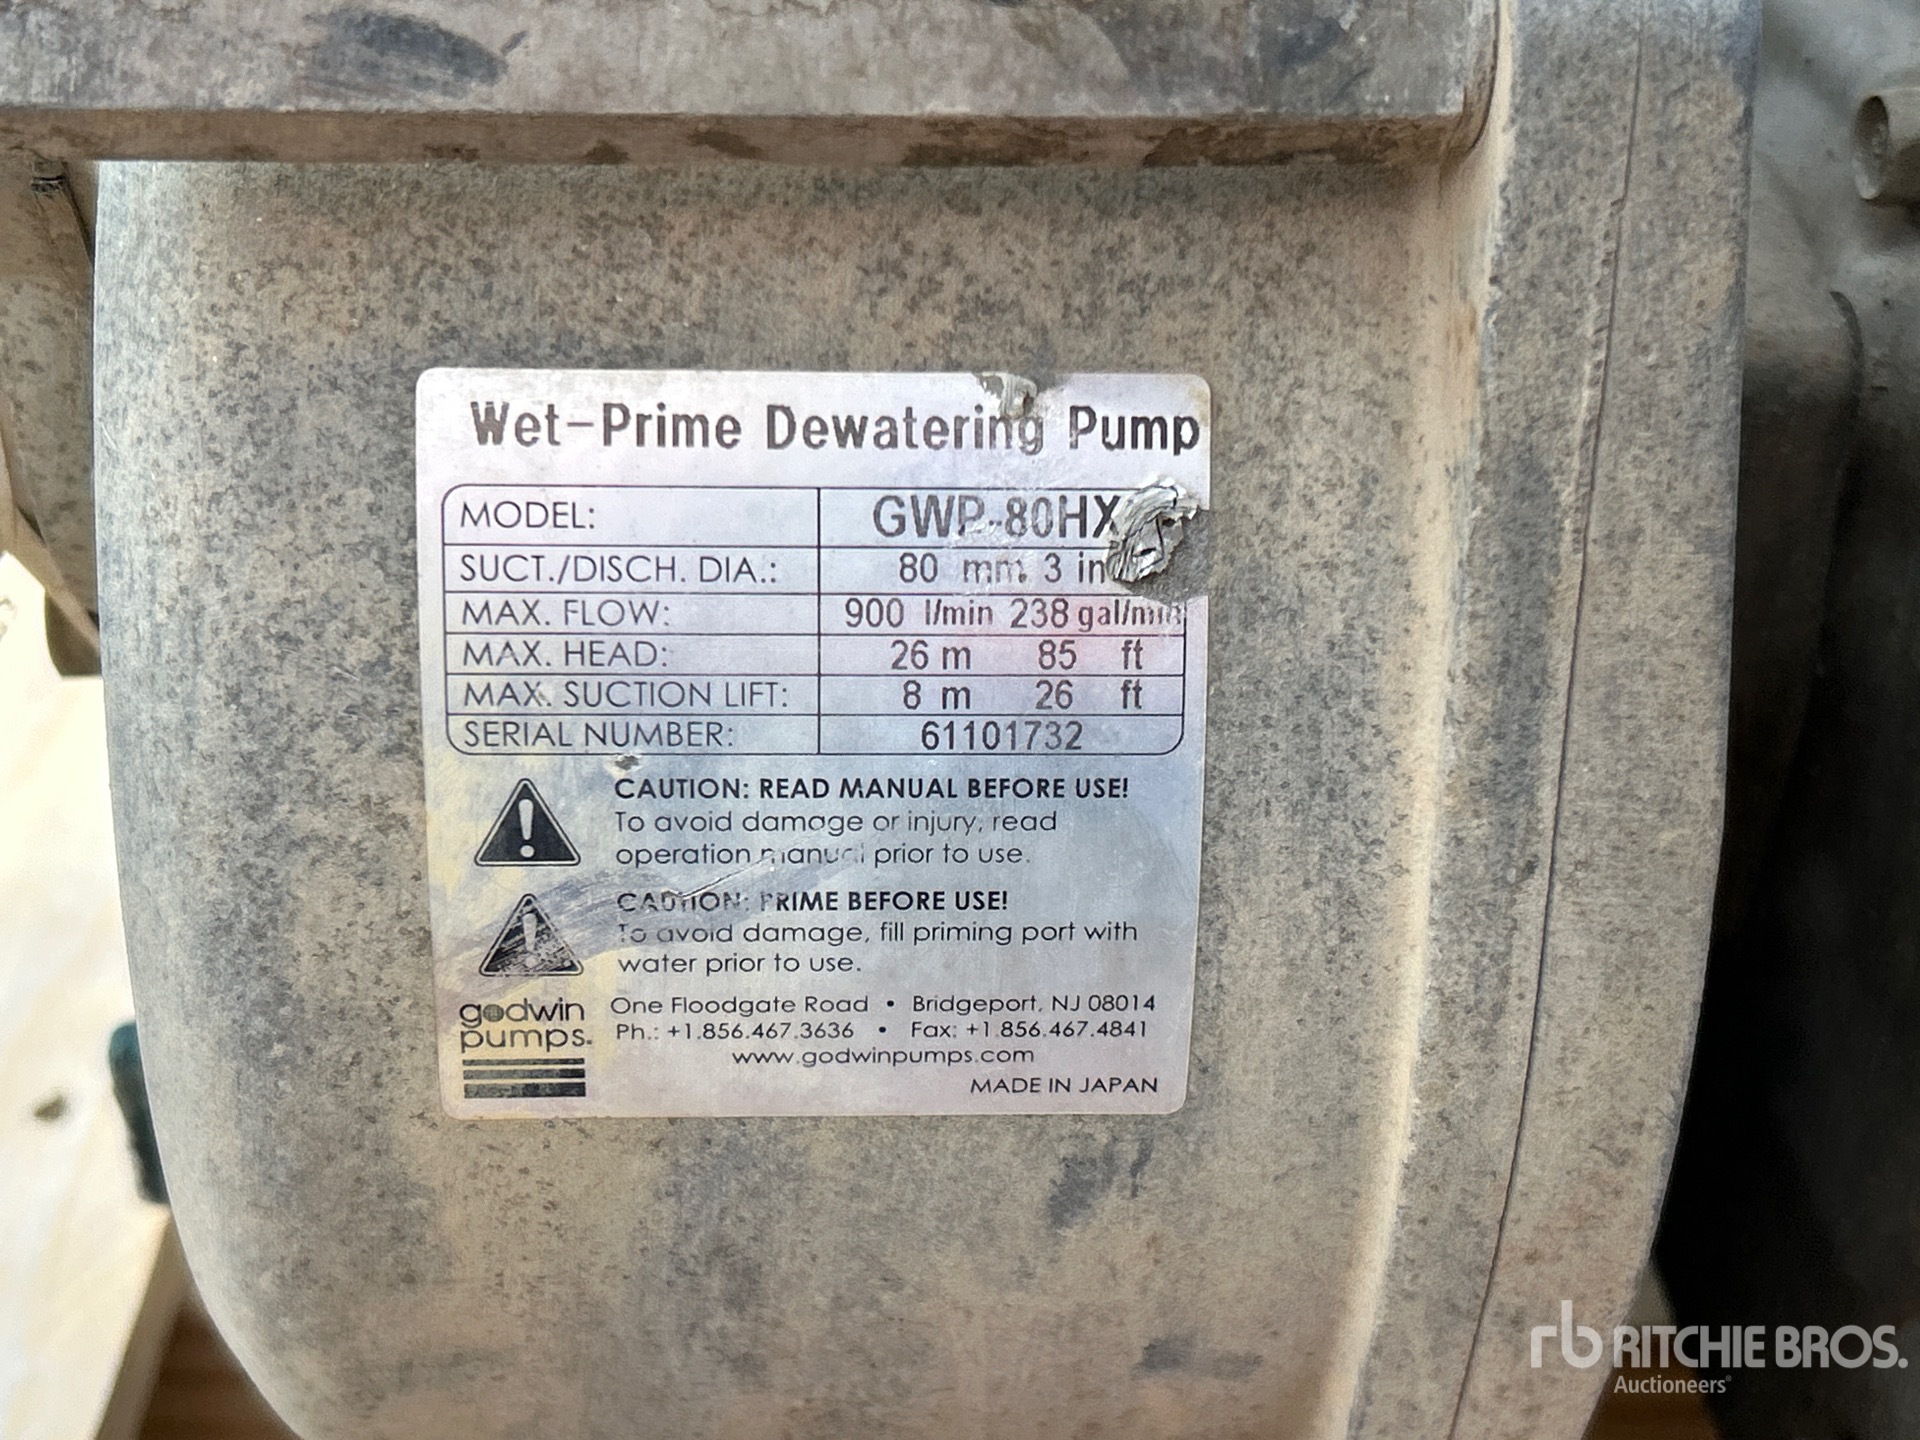 Wet-Prime Dewatering Pump
MODEL: GWP-80HX
SUCT./DISCH. DIA.: 80 mm 3 in
MAX. FLOW: 900 l/min 238 gal/min
MAX. HEAD: 26 m 85 ft
MAX. SUCTION LIFT: 8 m 26 ft
SERIAL NUMBER: 61101732
CAUTION: READ MANUAL BEFORE USE!
To avoid damage or injury, read
operation manual prior to use.
CAUTION: PRIME BEFORE USE!
To avoid damage, fill priming port with
water prior to use.
godwin
pumps.
One Floodgate Road • Bridgeport, NJ 08014
Ph.: +1.856.467.3636 • Fax: +1.856.467.4841
www.godwinpumps.com
MADE IN JAPAN
rb RITCHIE BROS.
Auctioneers